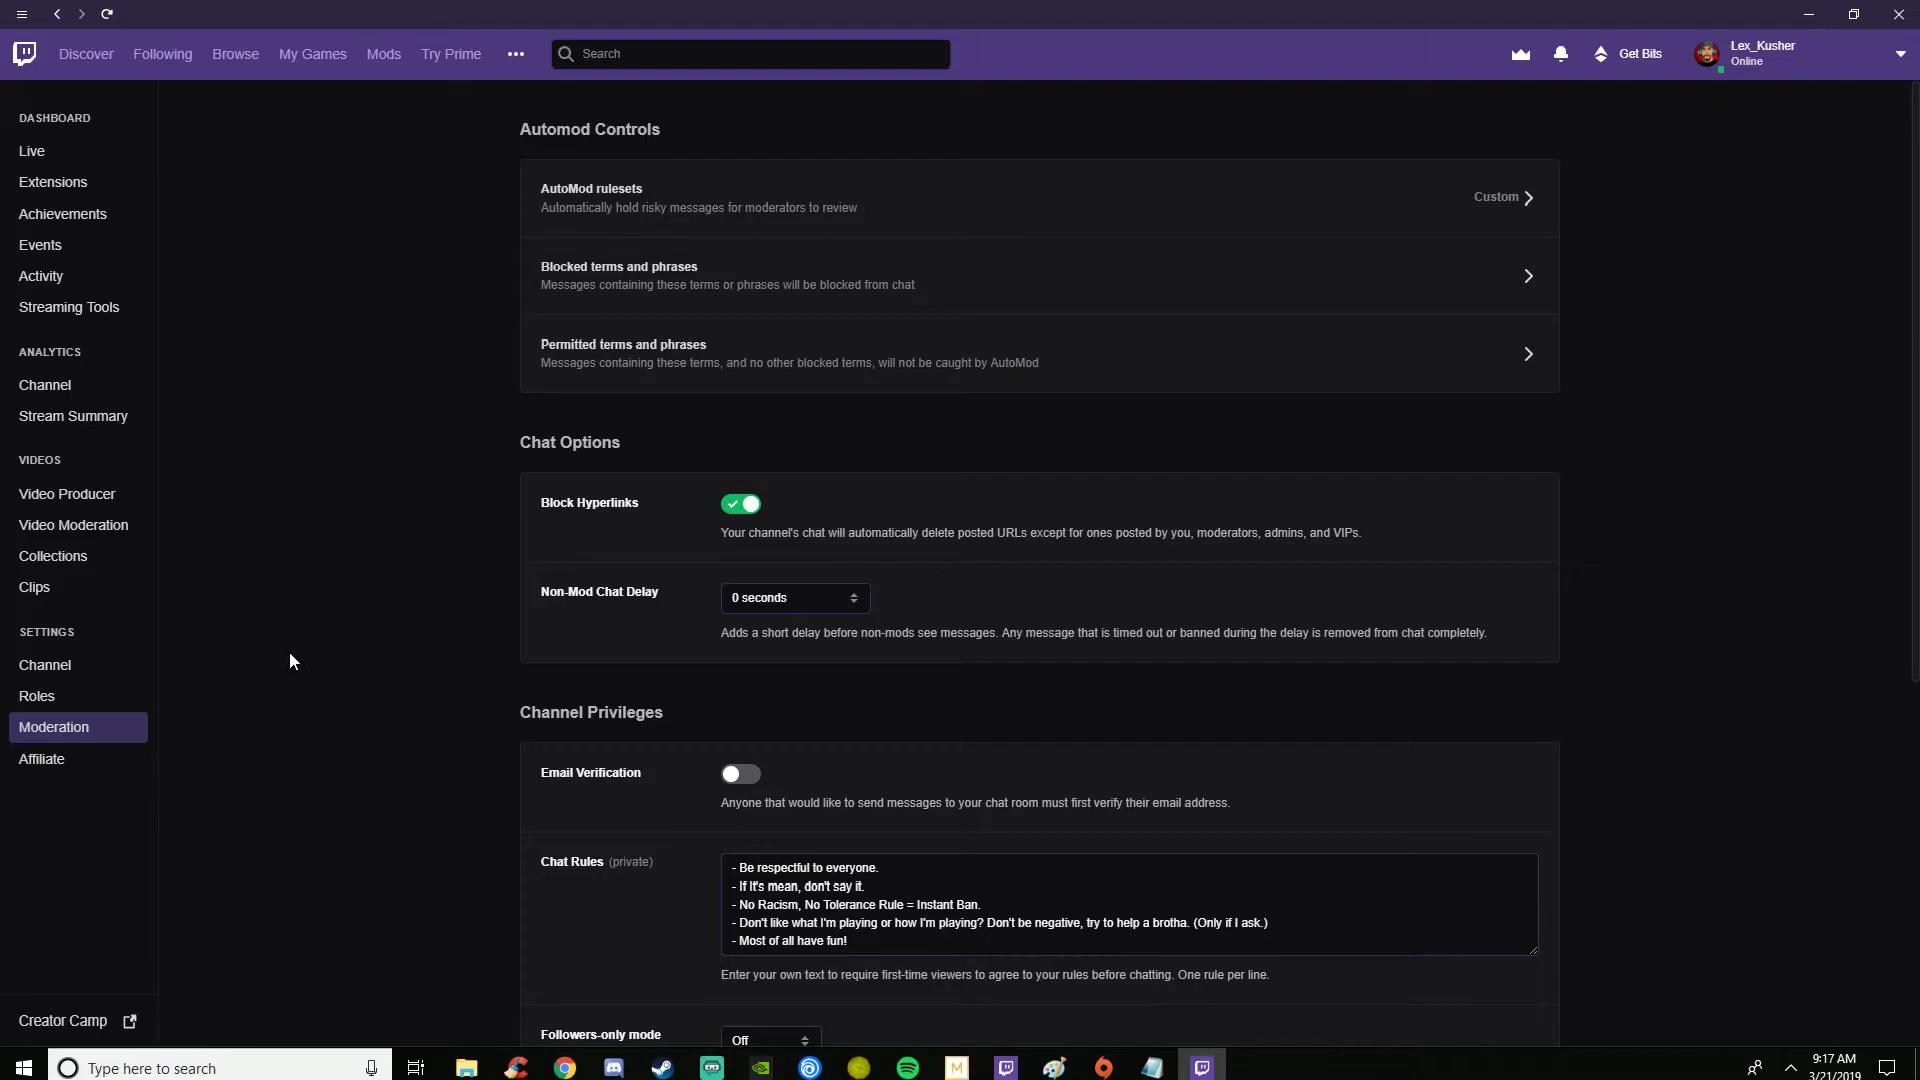 Discover Following Browse My Games Mods Try Prime Search Get Bits Lex_Kusher
Online
DASHBOARD
Live
Extensions
Achievements
Events
Activity
Streaming Tools
ANALYTICS
Channel
Stream Summary
VIDEOS
Video Producer
Video Moderation
Collections
Clips
SETTINGS
Channel
Roles
Moderation
Affiliate
Creator Camp
Automod Controls
AutoMod rulesets
Automatically hold risky messages for moderators to review
Custom
Blocked terms and phrases
Messages containing these terms or phrases will be blocked from chat
Permitted terms and phrases
Messages containing these terms, and no other blocked terms, will not be caught by AutoMod
Chat Options
Block Hyperlinks
Your channel's chat will automatically delete posted URLs except for ones posted by you, moderators, admins, and VIPs.
Non-Mod Chat Delay 0 seconds
Adds a short delay before non-mods see messages. Any message that is timed out or banned during the delay is removed from chat completely.
Channel Privileges
Email Verification
Anyone that would like to send messages to your chat room must first verify their email address.
Chat Rules (private)
- Be respectful to everyone.
- If It's mean, don't say it.
- No Racism, No Tolerance Rule = Instant Ban.
- Don't like what I'm playing or how I'm playing? Don't be negative, try to help a brotha. (Only if I ask.)
- Most of all have fun!
Enter your own text to require first-time viewers to agree to your rules before chatting. One rule per line.
Followers-only mode Off
Type here to search
M
9:17 AM
3/21/2019